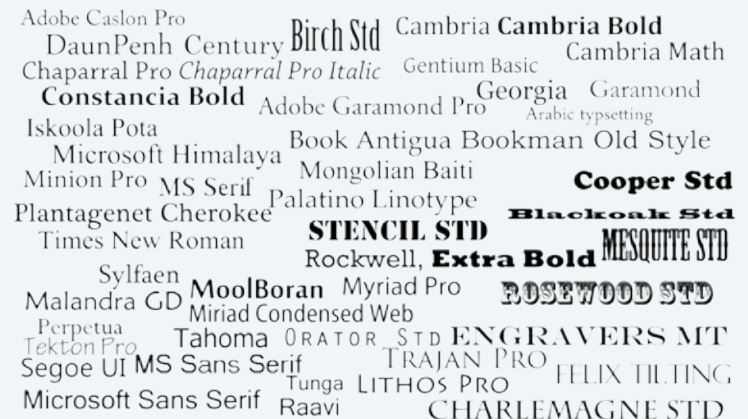 Adobe Caslon Pro
Birch Std
Cambria Cambria Bold
DaunPenh Century
Cambria Math
Chaparral Pro Chaparral Pro Italic
Gentium Basic
Constancia Bold
Adobe Garamond Pro
Georgia
Garamond
Arabic typsetting
Iskoola Pota
Book Antigua Bookman Old Style
Microsoft Himalaya
Mongolian Baiti
Minion Pro
MS Serif
Cooper Std
Palatino Linotype
Plantagenet Cherokee
Blackoak Std
STENCIL STD
Times New Roman
Rockwell, Extra Bold
MESQUITE STD
Sylfaen
MoolBoran
Myriad Pro
ROSEWOOD STD
Malandra GD
Miriad Condensed Web
Perpetua
Tahoma
ORATOR STD
ENGRAVERS MT
Tekton Pro
TRAJAN PRO
Segoe UI
MS Sans Serif
FELIX TILTING
Tunga
LITHOS PRO
Microsoft Sans Serif
Raavi
CHARLEMAGNE STD